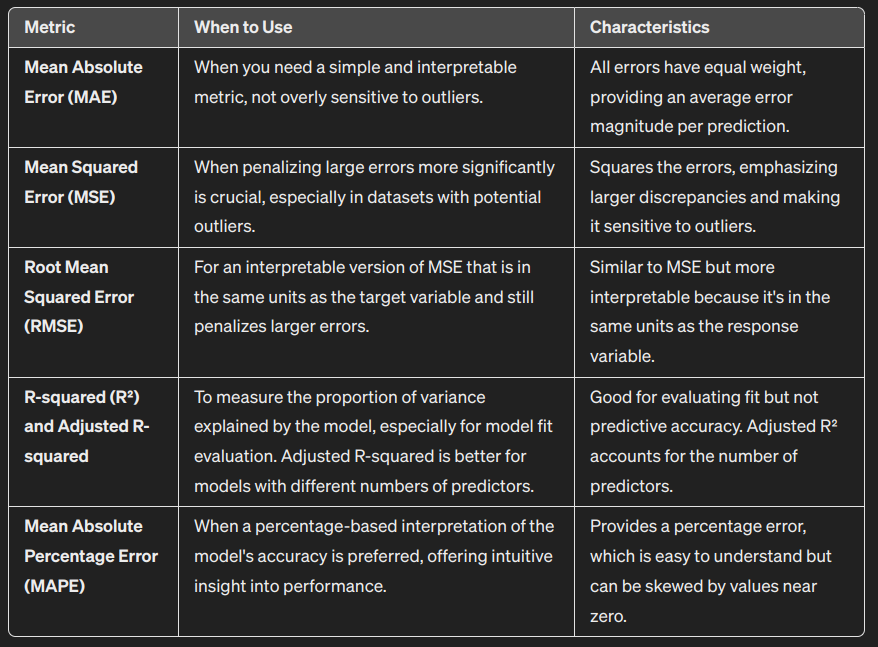 Metric When to Use Characteristics
Mean Absolute
Error (MAE)
When you need a simple and interpretable
metric, not overly sensitive to outliers.
All errors have equal weight,
providing an average error
magnitude per prediction.
Mean Squared
Error (MSE)
When penalizing large errors more significantly
is crucial, especially in datasets with potential
outliers.
Squares the errors, emphasizing
larger discrepancies and making
it sensitive to outliers.
Root Mean
Squared Error
(RMSE)
For an interpretable version of MSE that is in
the same units as the target variable and still
penalizes larger errors.
Similar to MSE but more
interpretable because it's in the
same units as the response
variable.
R-squared (R²)
and Adjusted R-
squared
To measure the proportion of variance
explained by the model, especially for model fit
evaluation. Adjusted R-squared is better for
models with different numbers of predictors.
Good for evaluating fit but not
predictive accuracy. Adjusted R²
accounts for the number of
predictors.
Mean Absolute
Percentage Error
(MAPE)
When a percentage-based interpretation of the
model's accuracy is preferred, offering intuitive
insight into performance.
Provides a percentage error,
which is easy to understand but
can be skewed by values near
zero.